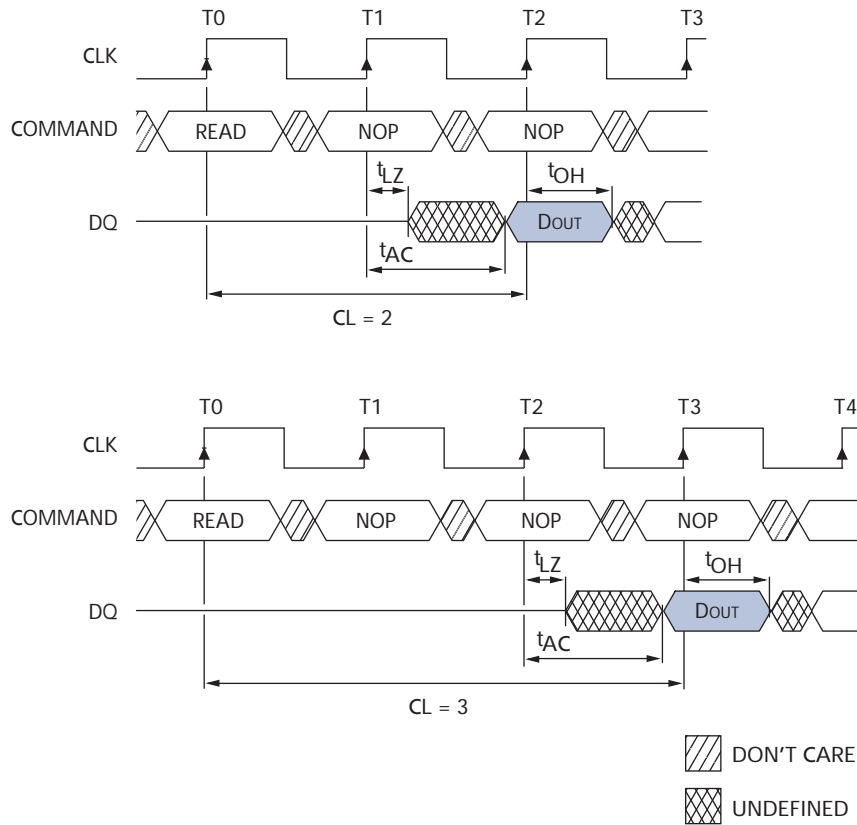 T0 T1 T2 T3
CLK
COMMAND READ NOP NOP
tLZ tOH
DQ DOUT
tAC
CL = 2
T0 T1 T2 T3 T4
CLK
COMMAND READ NOP NOP NOP
tLZ tOH
DQ DOUT
tAC
CL = 3
DON'T CARE
UNDEFINED